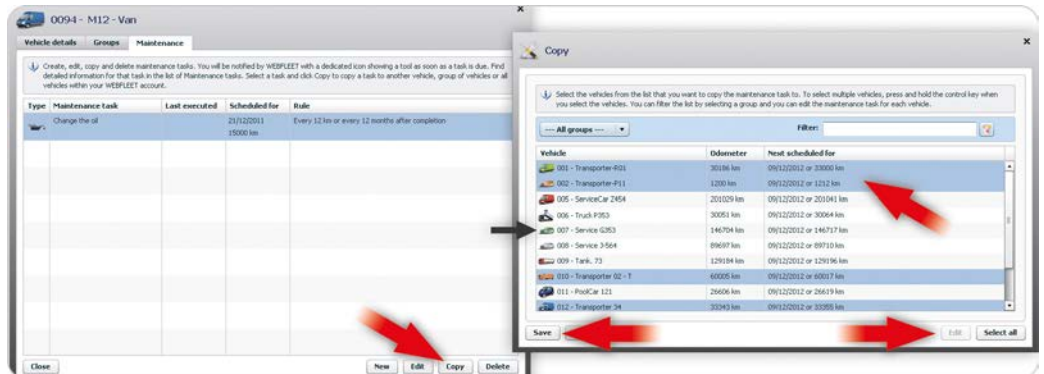 0094 - M12 - Van
Vehicle details Groups Maintenance
Create, edit, copy and delete maintenance tasks. You will be notified by WEBFLEET with a dedicated icon showing a tool as soon as a task is due. Find
detailed information for that task in the list of Maintenance tasks. Select a task and click Copy to copy a task to another vehicle, group of vehicles or all
vehicles within your WEBFLEET account.
Type Maintenance task Last executed Scheduled for Rule
Change the oil 21/12/2011 Every 12 km or every 12 months after completion
15000 km
Close New Edit Copy Delete
Copy
Select the vehicles from the list that you want to copy the maintenance task to. To select multiple vehicles, press and hold the control key when
you select the vehicles. You can filter the list by selecting a group and you can edit the maintenance task for each vehicle.
---- All groups ---- Filter:
Vehicle Odometer Next scheduled for
001 - Transporter-R21 30186 km 09/12/2012 or 33000 km
002 - Transporter-P11 1200 km 09/12/2012 or 1212 km
005 - ServiceCar Z454 201029 km 09/12/2012 or 201041 km
006 - Truck P353 30051 km 09/12/2012 or 30064 km
007 - Service G353 146704 km 09/12/2012 or 146717 km
008 - Service 3-564 89697 km 09/12/2012 or 89710 km
009 - Tank. 73 129184 km 09/12/2012 or 129196 km
010 - Transporter 02 - T 60005 km 09/12/2012 or 60017 km
011 - PoolCar 121 26606 km 09/12/2012 or 26619 km
012 - Transporter 34 33343 km 09/12/2012 or 33355 km
Save Edit Select all